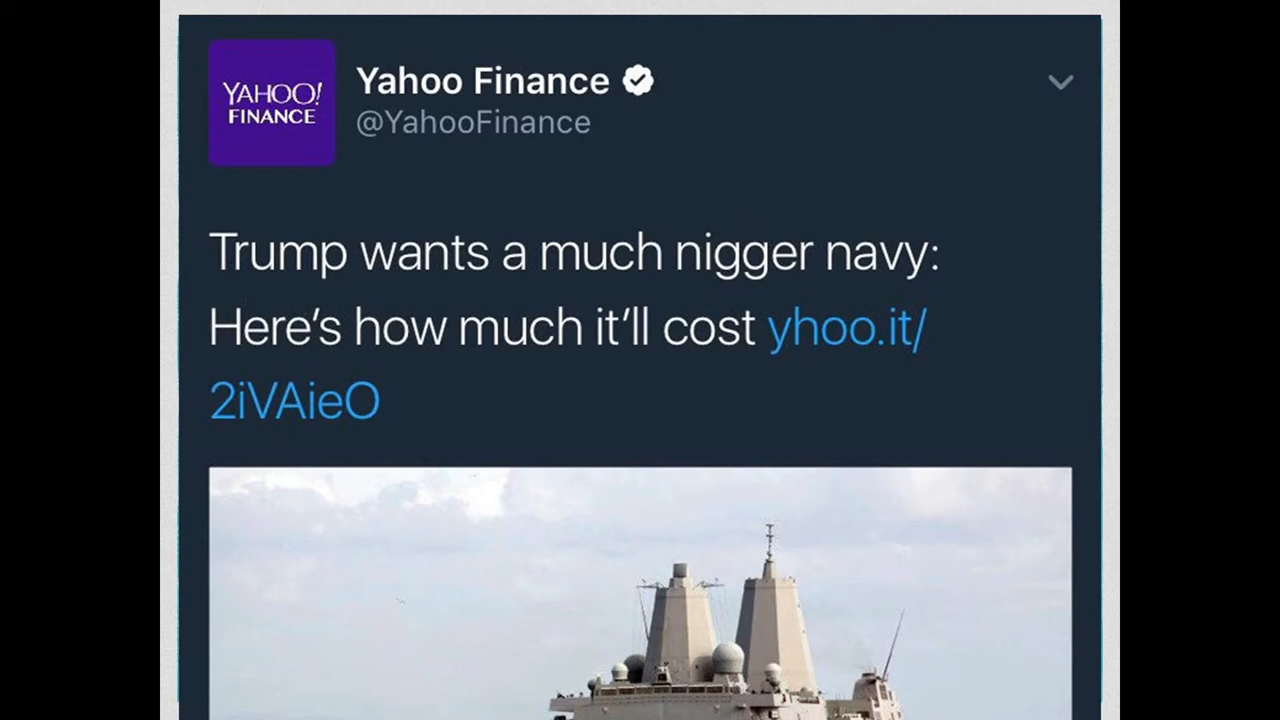 YAHOO!
FINANCE
Yahoo Finance
@YahooFinance
Trump wants a much nigger navy:
Here's how much it'll cost yhoo.it/
2iVAieO